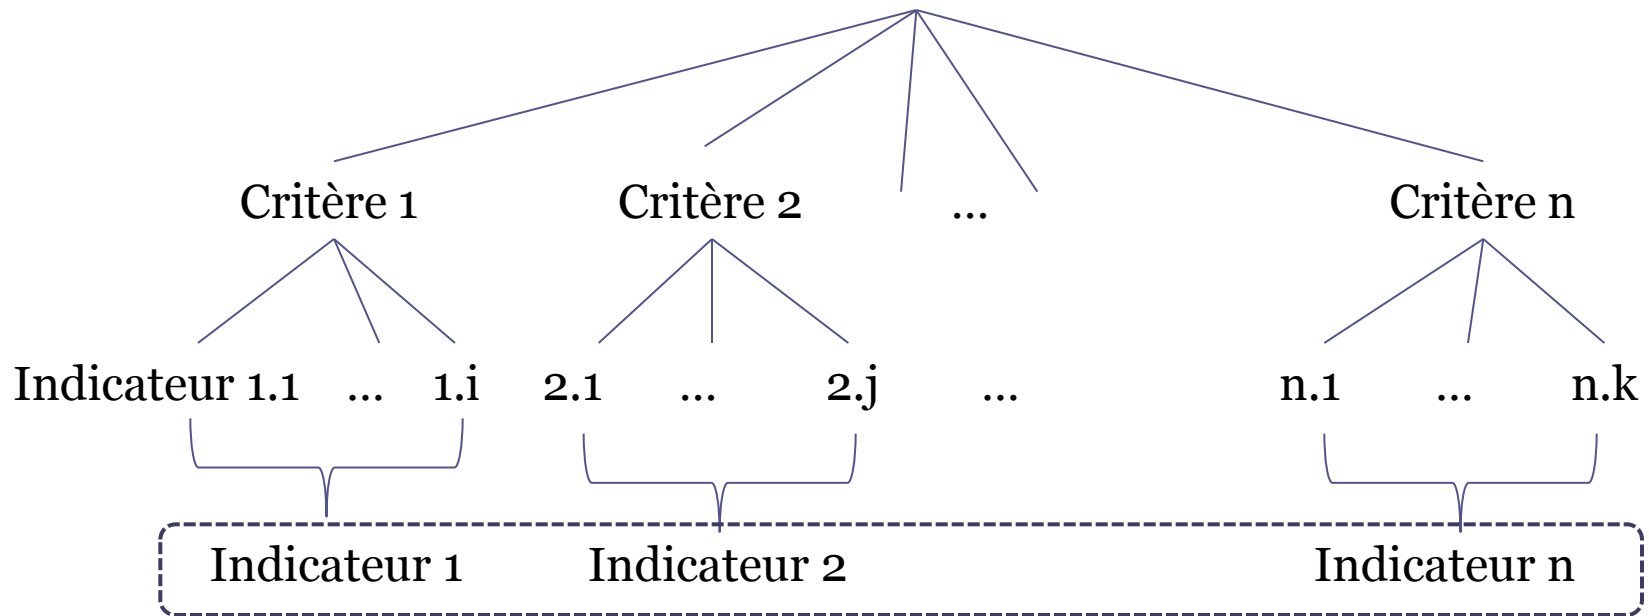 Critère 1 Critère 2 ... Critère n
Indicateur 1.1 ... 1.i 2.1 ... 2.j ... n.1 ... n.k
Indicateur 1 Indicateur 2 Indicateur n